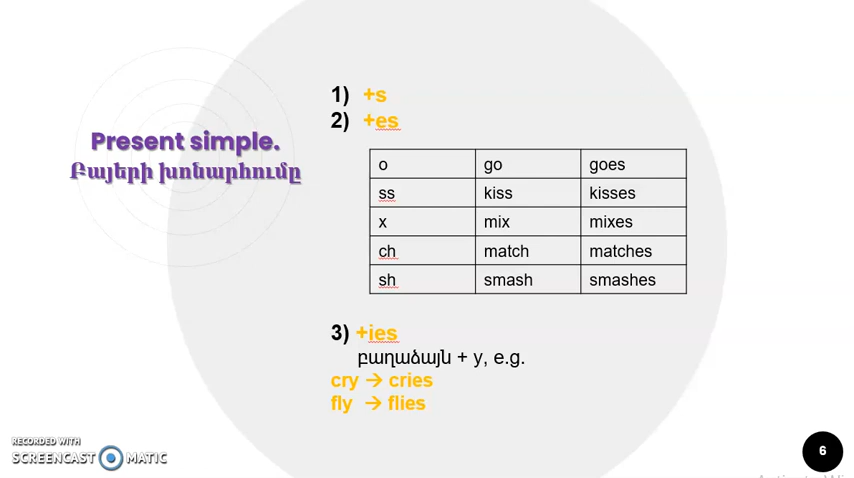 Present simple.
Բայերի խոնարհումը
1) +s
2) +es
o go goes
ss kiss kisses
x mix mixes
ch match matches
sh smash smashes
3) +ies
բաղաձայն + y, e.g.
cry → cries
fly → flies
RECORDED WITH
SCREENCAST MATIC
6